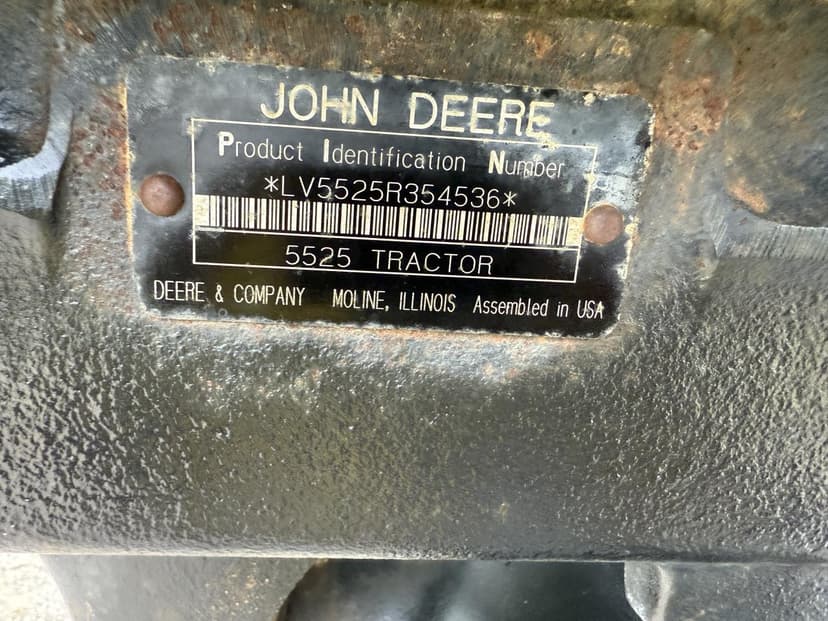 JOHN DEERE
Product Identification Number
*LV5525R354536*
5525 TRACTOR
DEERE & COMPANY MOLINE, ILLINOIS Assembled in USA